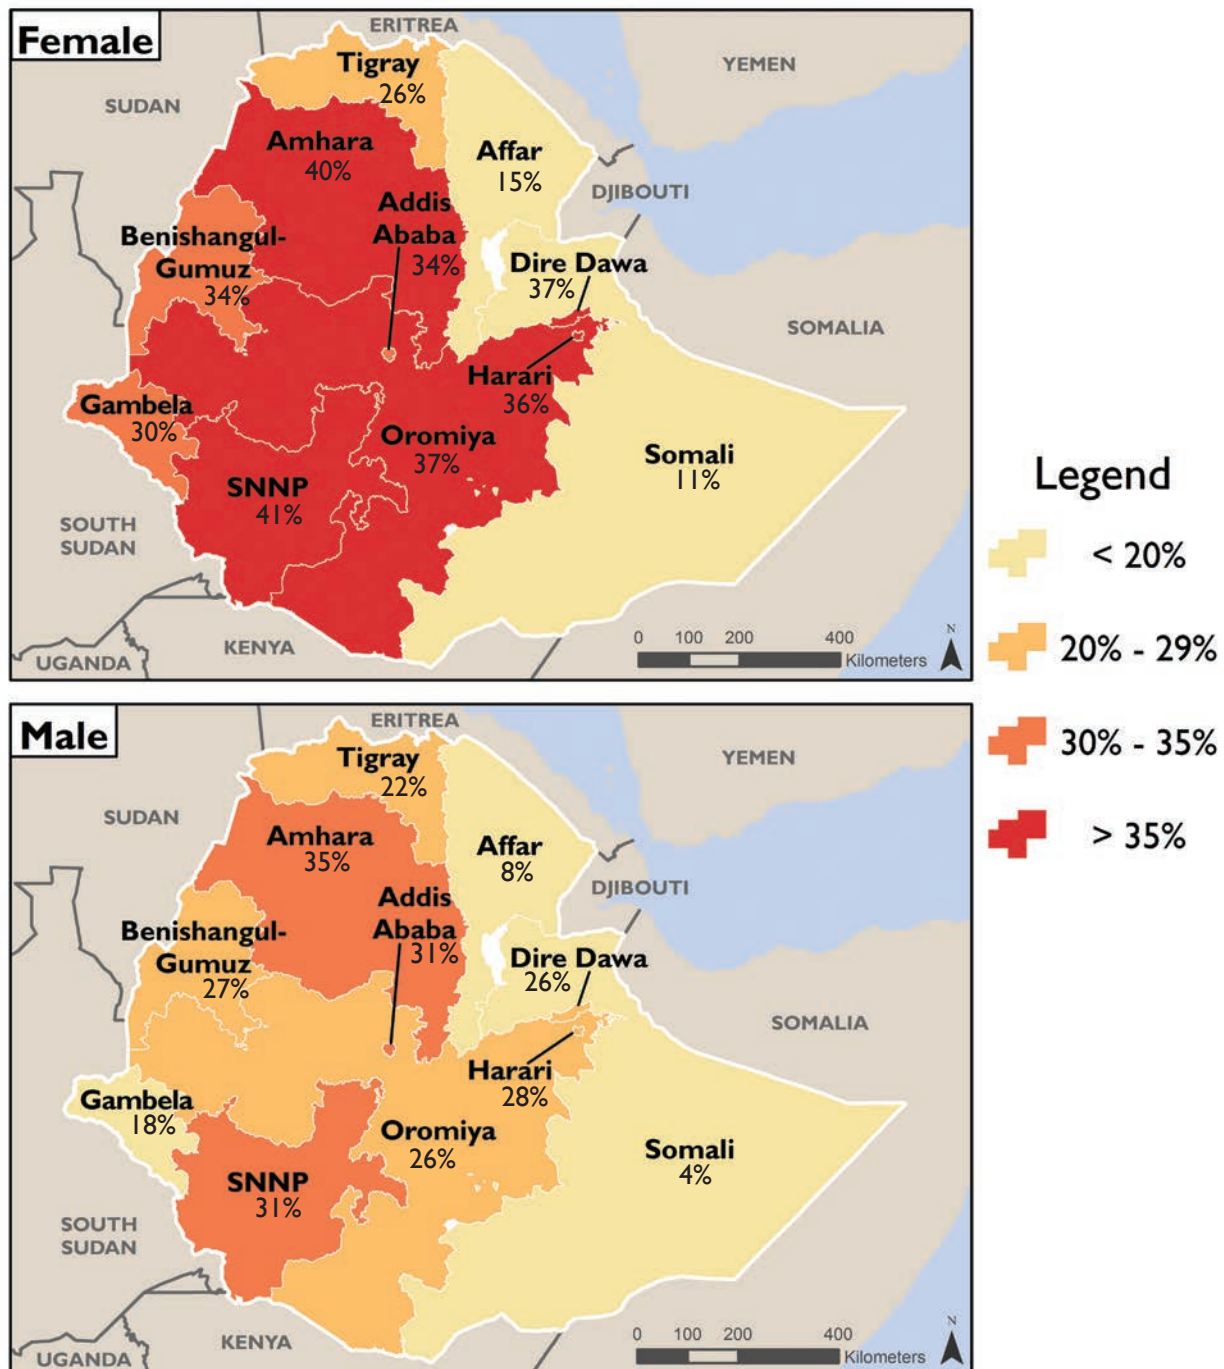 Female
ERITREA
YEMEN
Tigray
26%
SUDAN
Amhara
40%
Affar
15%
DJIBOUTI
Addis
Ababa
34%
Benishangul-
Gumuz
34%
Dire Dawa
37%
SOMALIA
Harari
36%
Gambela
30%
Oromiya
37%
Somali
11%
SNNP
41%
SOUTH
SUDAN
KENYA
UGANDA
0 100 200 400
Kilometers
N
Legend
< 20%
20% - 29%
30% - 35%
> 35%
Male
ERITREA
YEMEN
Tigray
22%
SUDAN
Amhara
35%
Affar
8%
DJIBOUTI
Addis
Ababa
31%
Benishangul-
Gumuz
27%
Dire Dawa
26%
SOMALIA
Harari
28%
Gambela
18%
Oromiya
26%
Somali
4%
SNNP
31%
SOUTH
SUDAN
KENYA
UGANDA
0 100 200 400
Kilometers
N